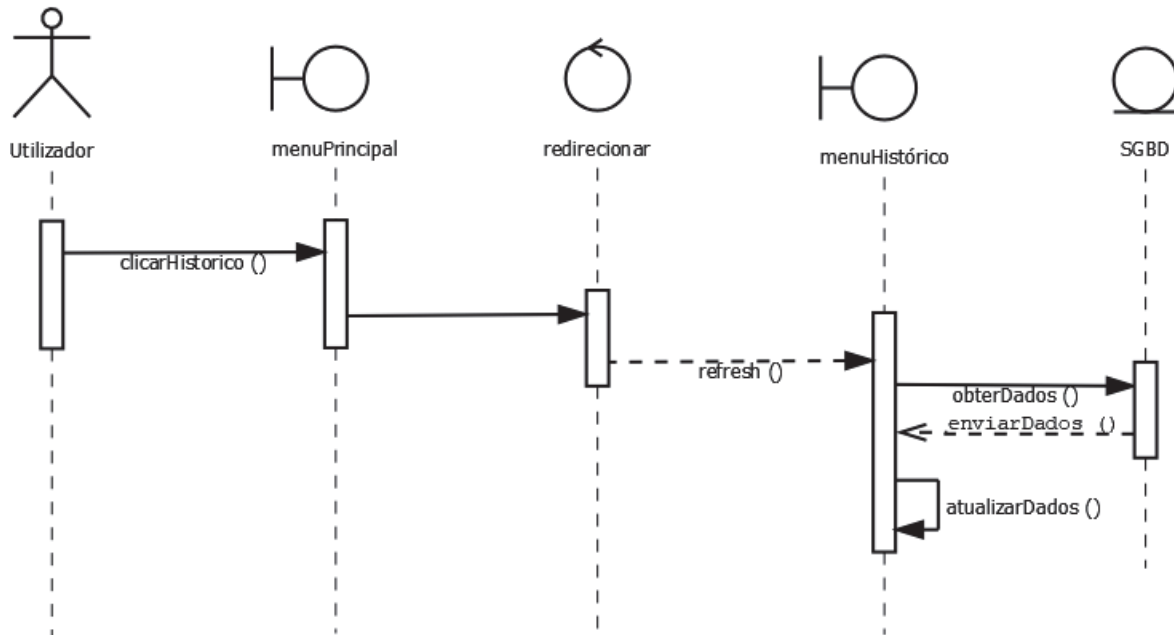 Utilizador
menuPrincipal
redirecionar
menuHistórico
SGBD
clicarHistorico ()
refresh ()
obterDados ()
enviarDados ()
atualizarDados ()